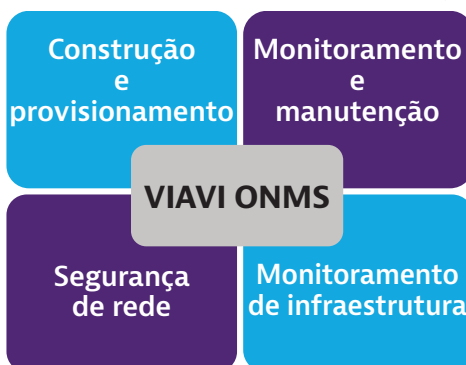 Construção
e
provisionamento
Monitoramento
e
manutenção
VIAVI ONMS
Segurança
de rede
Monitoramento
de infraestrutura